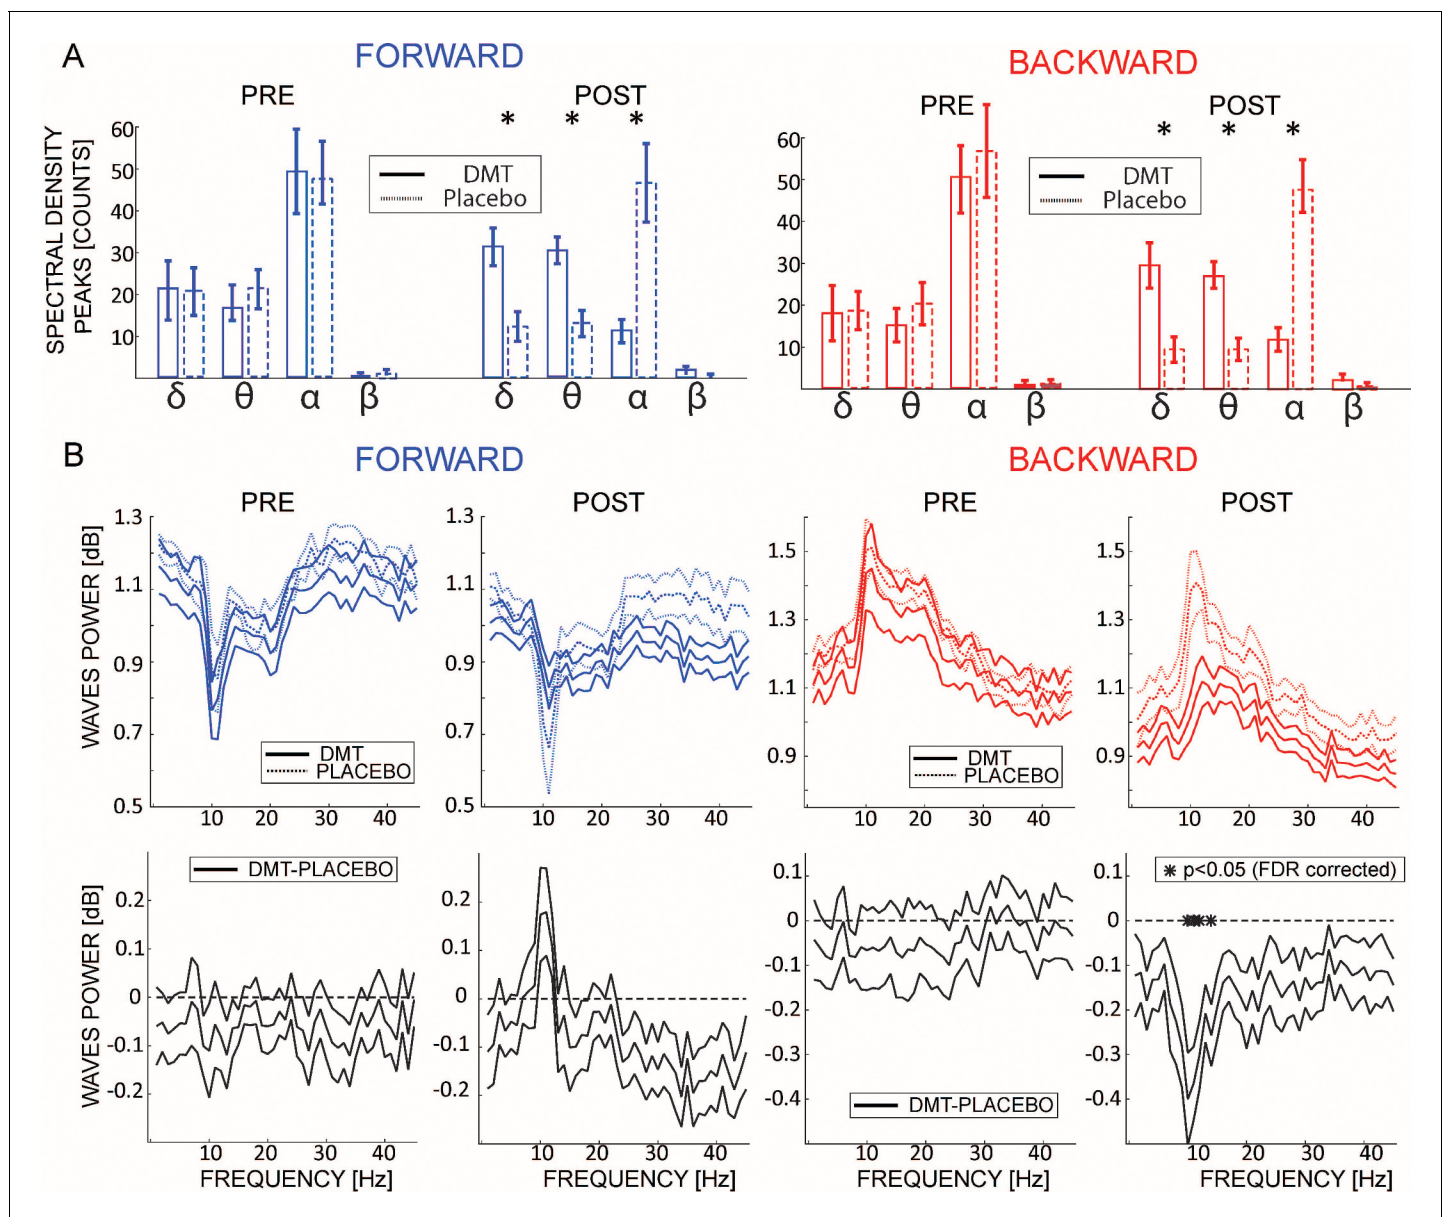 A
FORWARD
BACKWARD
PRE
POST
PRE
POST
* * *
* * *
SPECTRAL DENSITY
PEAKS [COUNTS]
60
50
40
30
20
10
DMT
Placebo
60
50
40
30
20
10
DMT
Placebo
δ θ α β
δ θ α β
δ θ α β
δ θ α β
B
FORWARD
BACKWARD
PRE
POST
PRE
POST
WAVES POWER [dB]
1.3
1.1
0.9
0.7
0.5
DMT
PLACEBO
10 20 30 40
1.3
1.1
0.9
0.7
0.5
10 20 30 40
1.5
1.3
1.1
0.9
DMT
PLACEBO
10 20 30 40
1.5
1.3
1.1
0.9
10 20 30 40
WAVES POWER [dB]
DMT-PLACEBO
0.2
0.1
0
-0.1
-0.2
10 20 30 40
FREQUENCY [Hz]
0.2
0.1
0
-0.1
-0.2
10 20 30 40
FREQUENCY [Hz]
0.1
0
-0.1
-0.2
-0.3
-0.4
DMT-PLACEBO
10 20 30 40
FREQUENCY [Hz]
* p<0.05 (FDR corrected)
0.1
0
-0.1
-0.2
-0.3
-0.4
10 20 30 40
FREQUENCY [Hz]